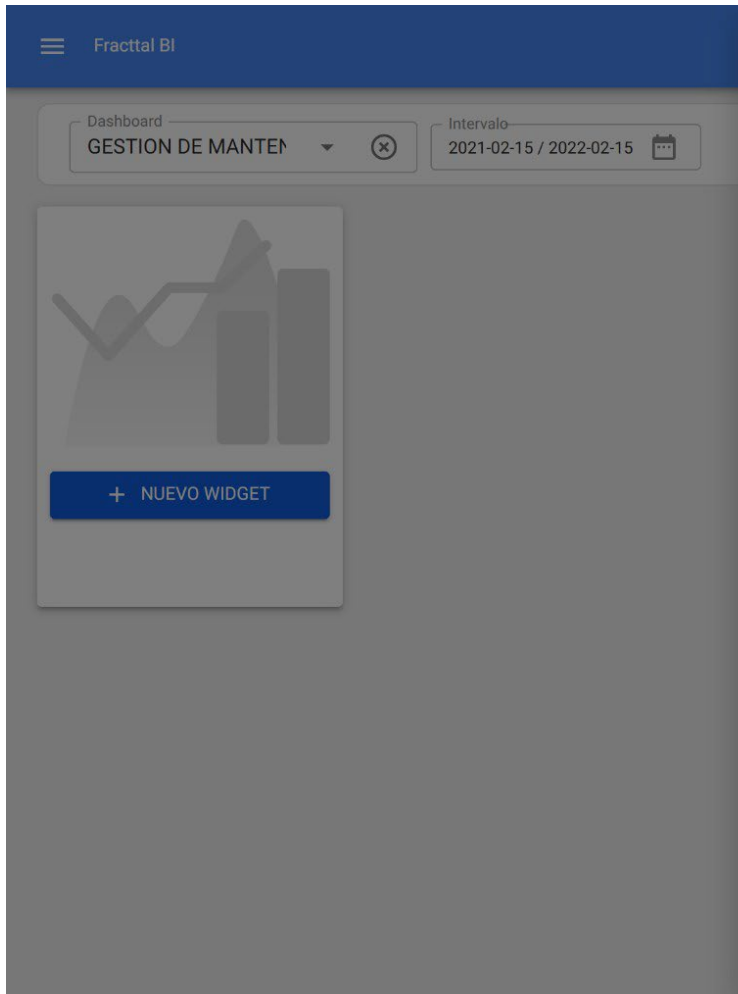 Fracttal BI
Dashboard
GESTION DE MANTEN
Intervalo
2021-02-15 / 2022-02-15
+ NUEVO WIDGET